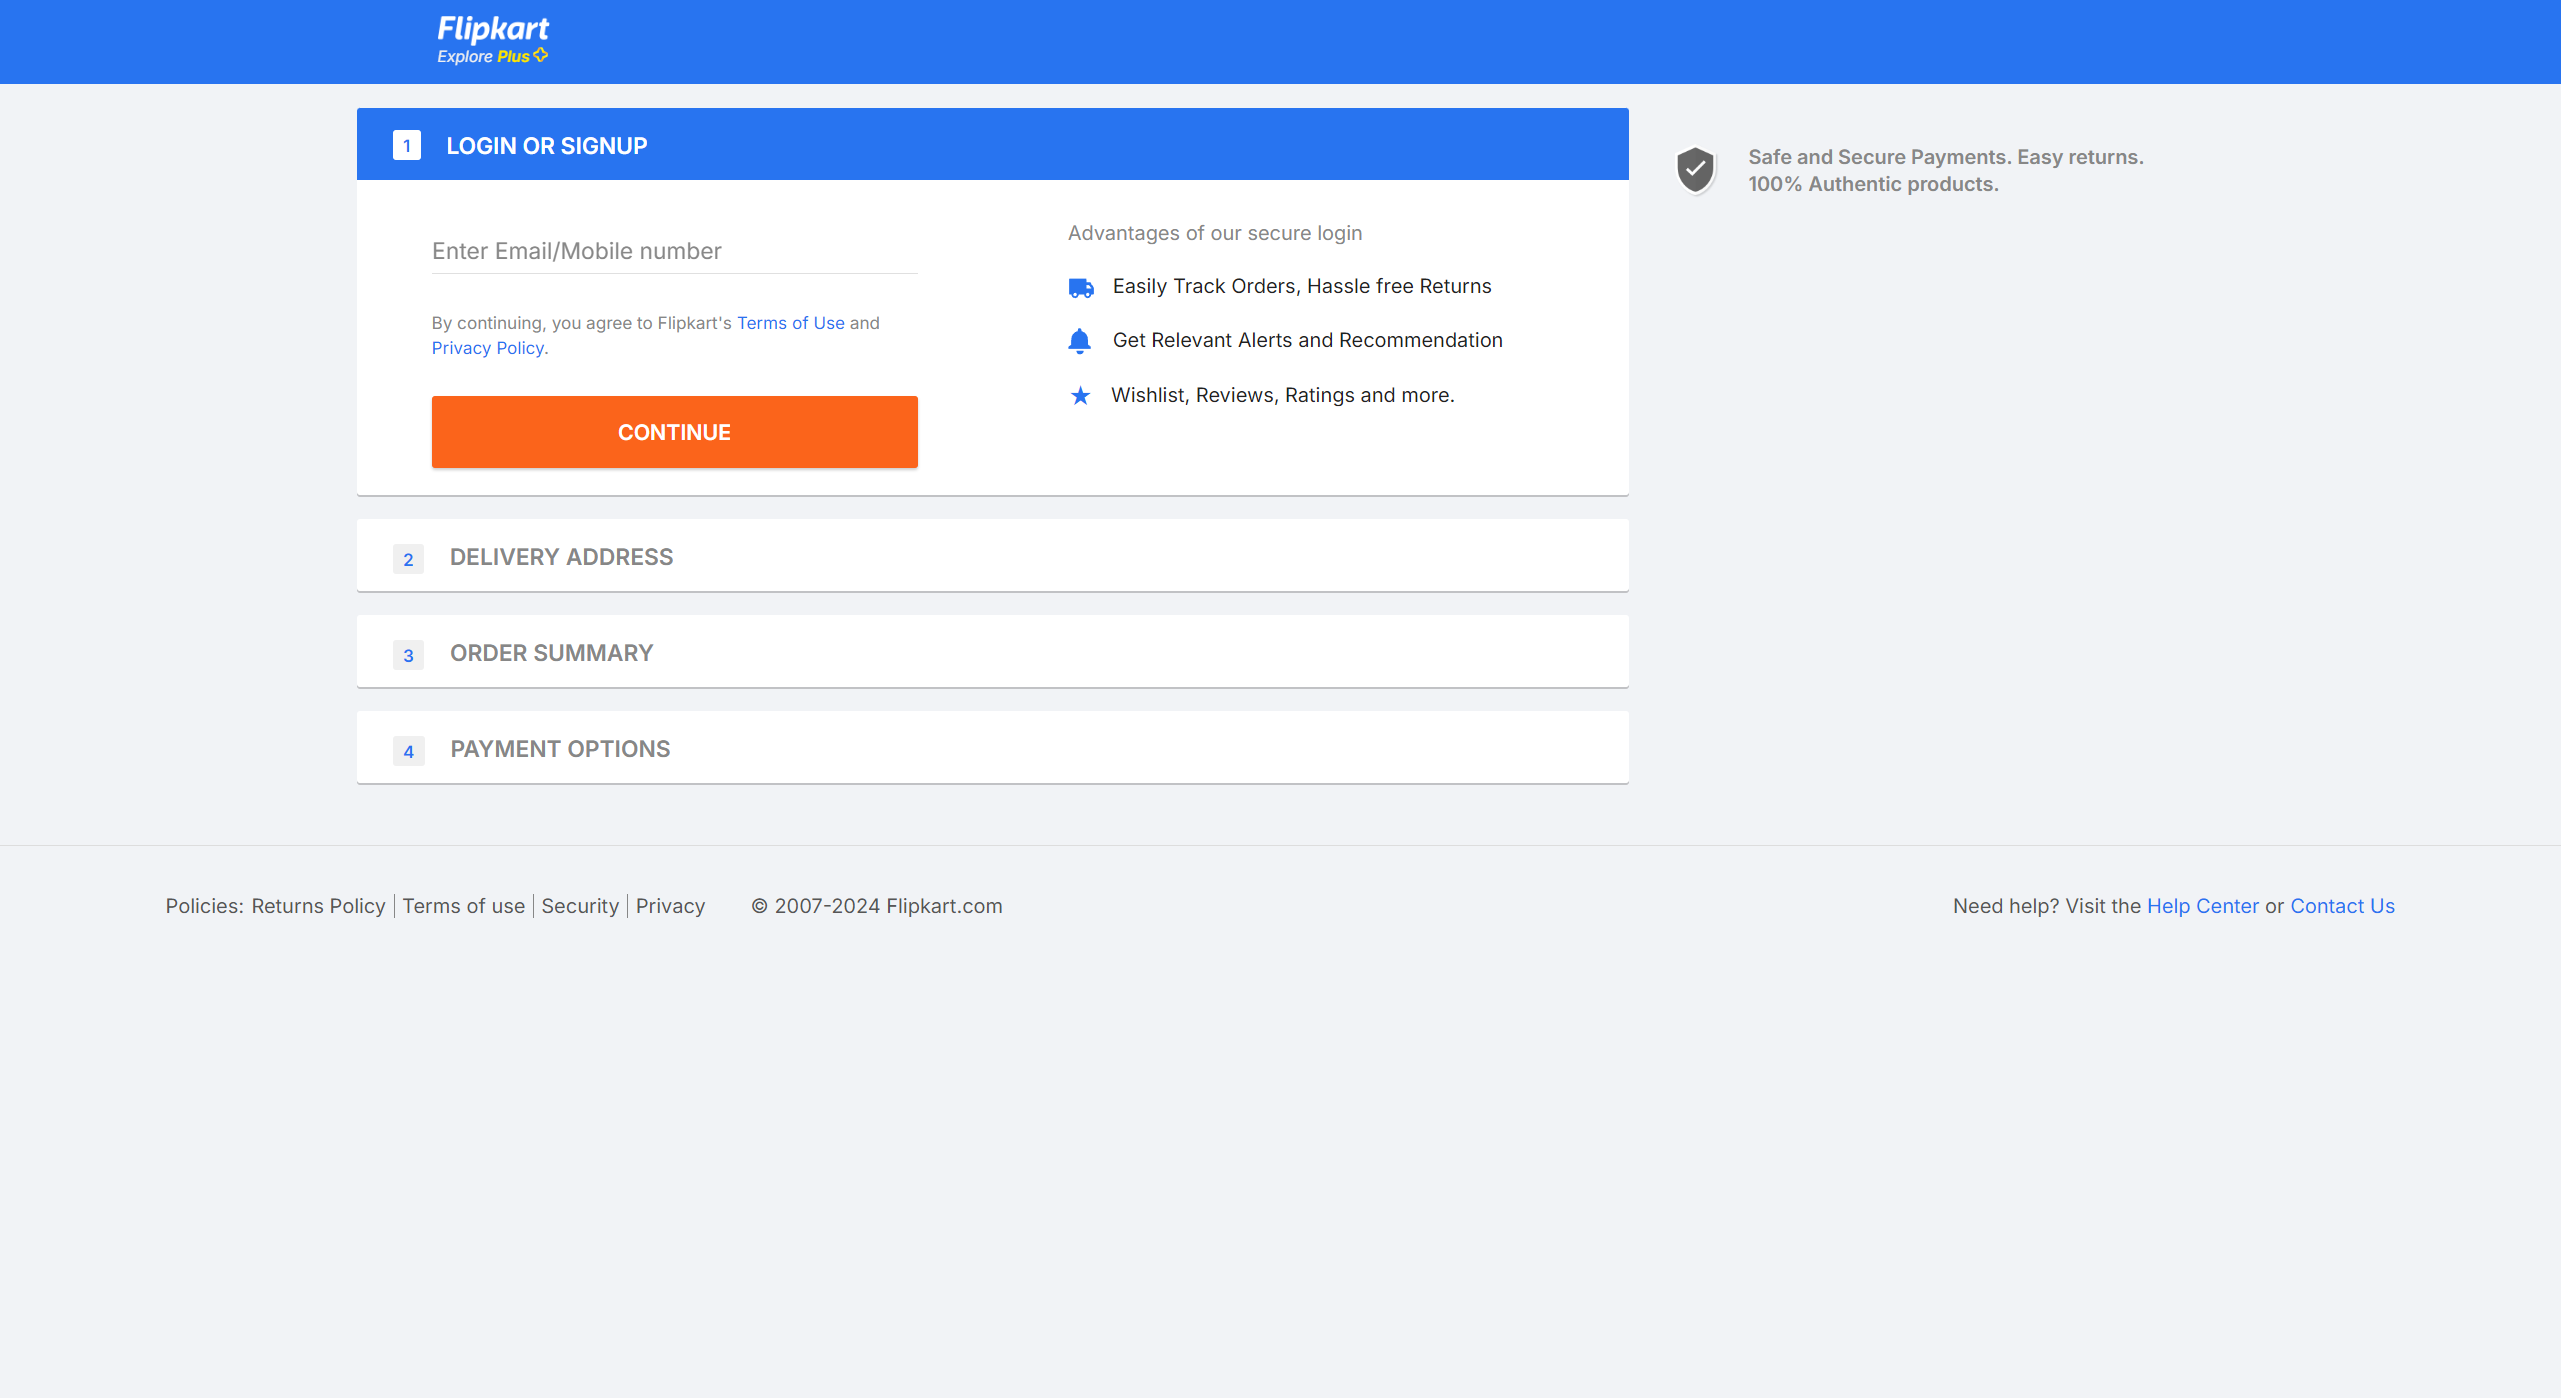 Flipkart
Explore Plus
1 LOGIN OR SIGNUP
Enter Email/Mobile number
By continuing, you agree to Flipkart's Terms of Use and
Privacy Policy.
CONTINUE
Advantages of our secure login
Easily Track Orders, Hassle free Returns
Get Relevant Alerts and Recommendation
Wishlist, Reviews, Ratings and more.
Safe and Secure Payments. Easy returns.
100% Authentic products.
2 DELIVERY ADDRESS
3 ORDER SUMMARY
4 PAYMENT OPTIONS
Policies: Returns Policy | Terms of use | Security | Privacy © 2007-2024 Flipkart.com
Need help? Visit the Help Center or Contact Us